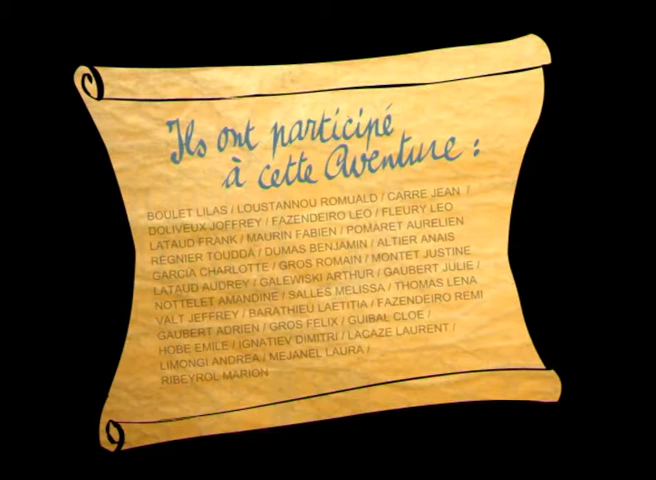 Ils ont participé
à cette Aventure :
BOULET LILAS / LOUSTANNOU ROMUALD / CARRE JEAN /
DOLIVEUX JOFFREY / FAZENDEIRO LEO / FLEURY LEO
LATAUD FRANK / MAURIN FABIEN / POMARET AURELIEN
REGNIER TOUDDA / DUMAS BENJAMIN / ALTIER ANAIS
GARCIA CHARLOTTE / GROS ROMAIN / MONTET JUSTINE
LATAUD AUDREY / GALEWISKI ARTHUR / GAUBERT JULIE /
NOTTELET AMANDINE / SALLES MELISSA / THOMAS LENA
VALT JEFFREY / BARATHIEU LAETITIA / FAZENDEIRO REMI
GAUBERT ADRIEN / GROS FELIX / GUIBAL CLOE /
HOBE EMILE / IGNATIEV DIMITRI / LACAZE LAURENT /
LIMONGI ANDREA / MEJANEL LAURA /
RIBEYROL MARION